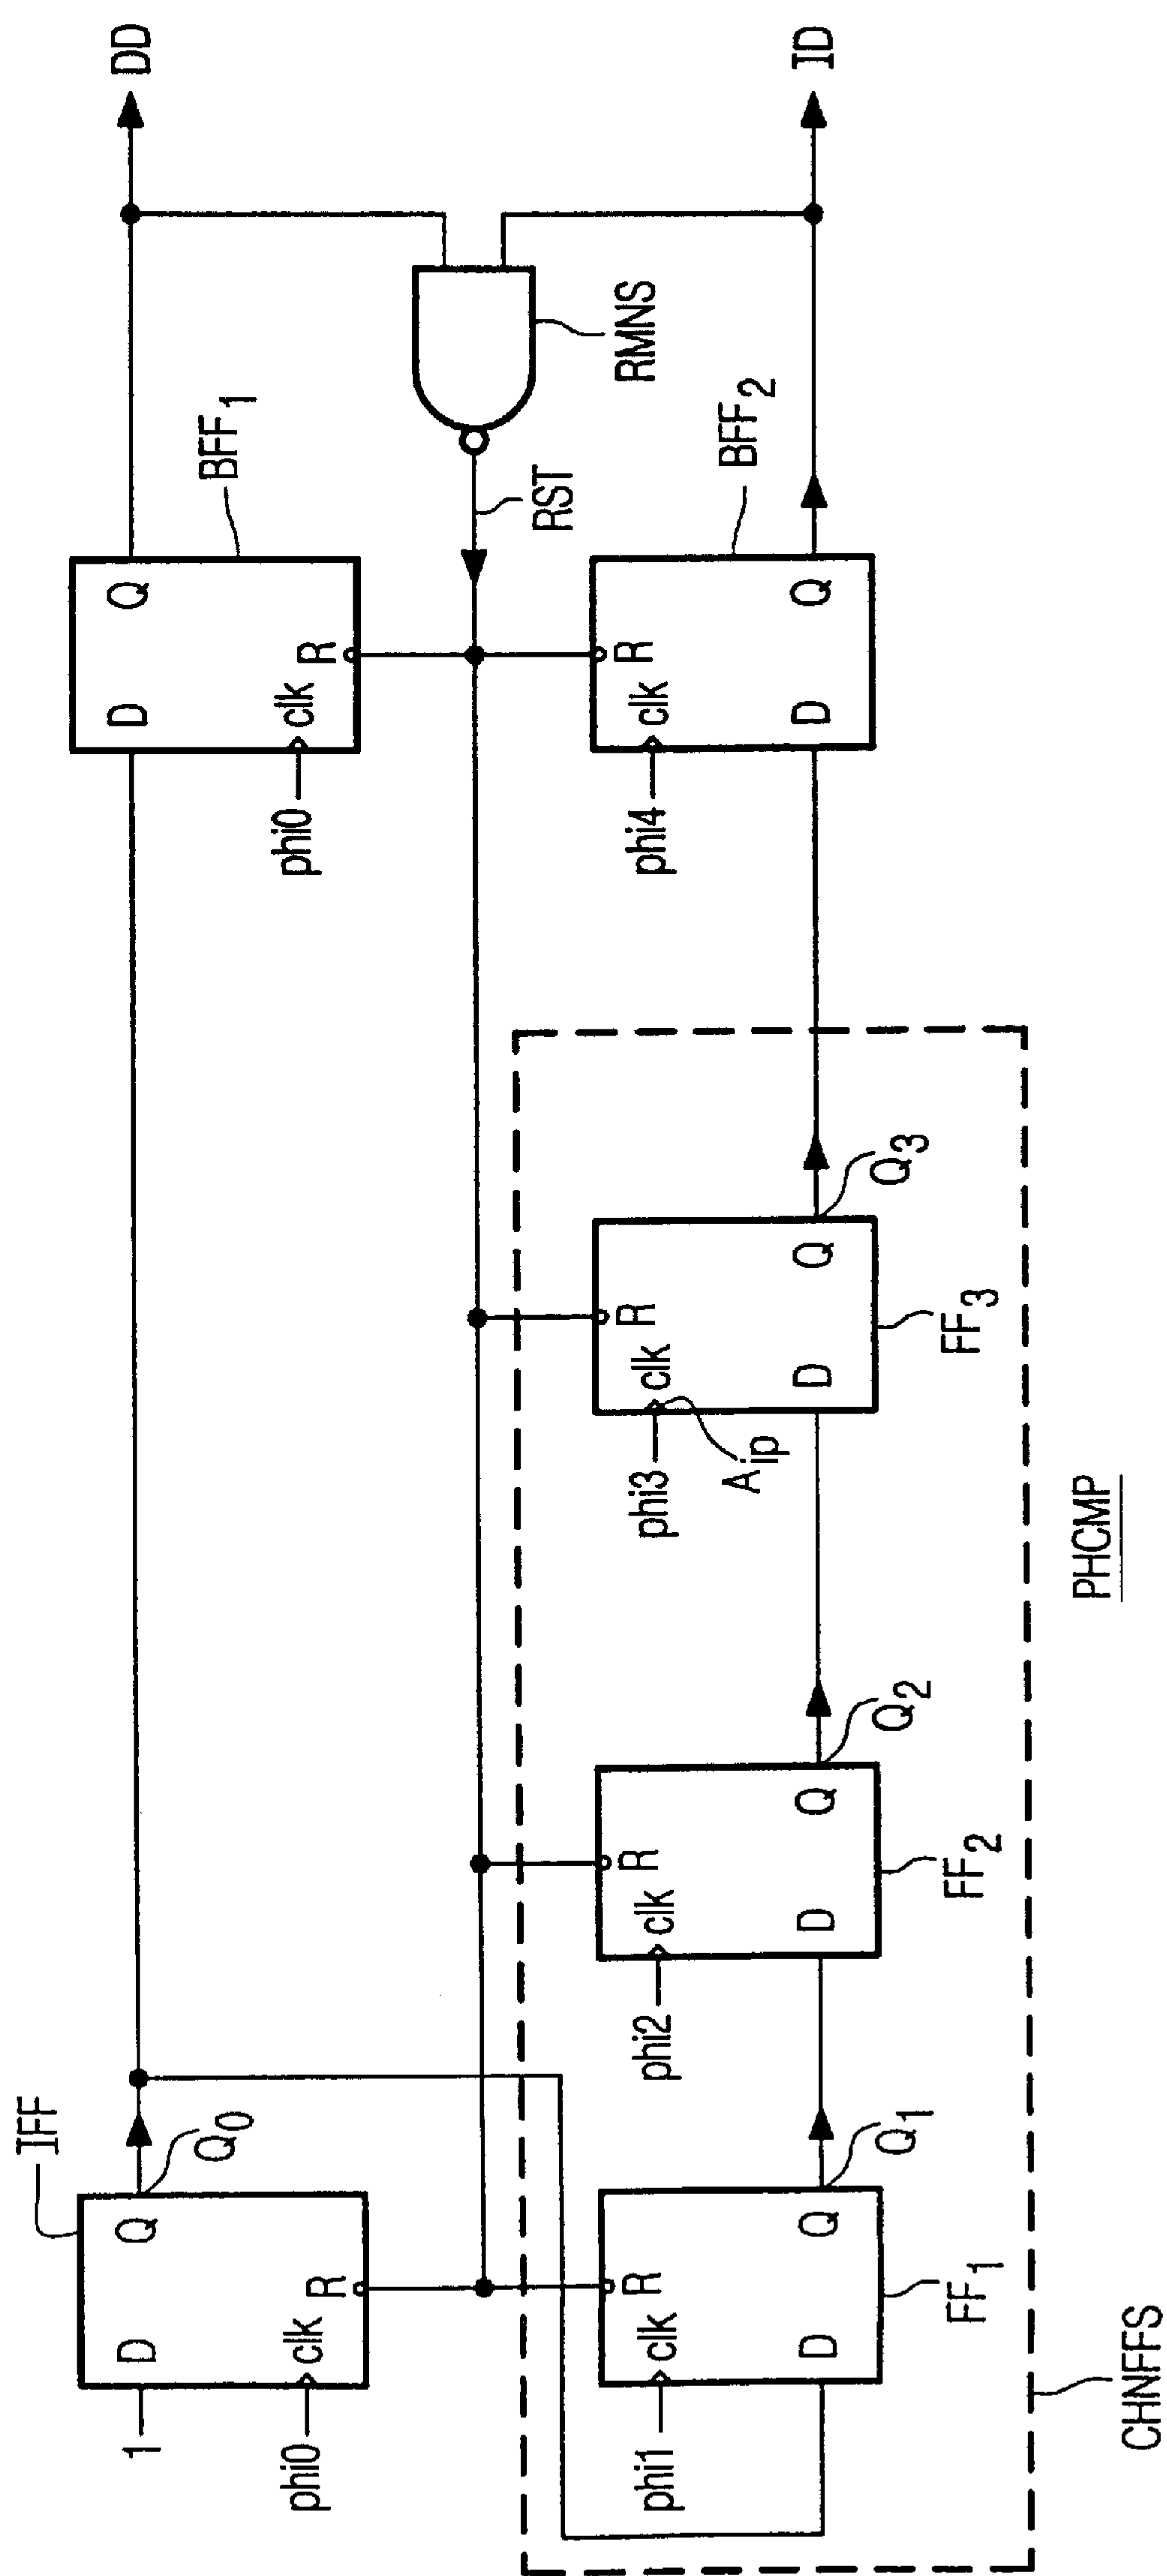 IFF
1
D
Q
phi0
clk
R
Q0
D
Q
phi0
clk
R
BFF1
DD
RST
RMNS
phi1
clk
R
D
Q
Q1
FF1
phi2
clk
R
D
Q
Q2
FF2
phi3
clk
R
Aip
D
Q
Q3
FF3
phi4
clk
R
D
Q
BFF2
ID
CHNFFS
PHCMP